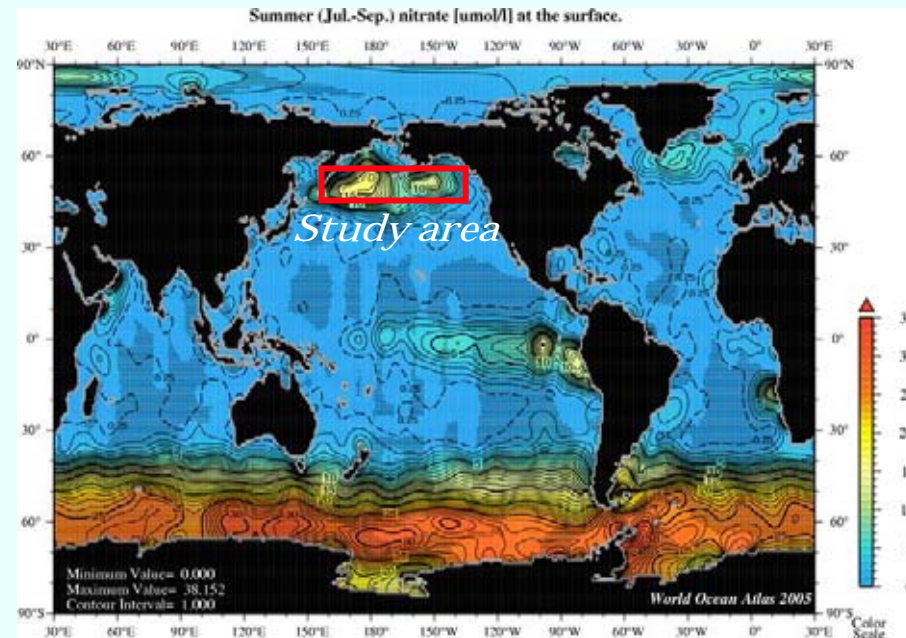 Summer (Jul.-Sep.) nitrate [umol/l] at the surface.
30°E 60°E 90°E 120°E 150°E 180° 150°W 120°W 90°W 60°W 30°W 0° 30°E
90°N 90°N
60° 60°
Study area
30° 30°
0° 0°
30° 30°
60° 60°
Minimum Value= 0.000
Maximum Value= 38.152
Contour Interval= 1.000
World Ocean Atlas 2005
90°S 90°S
30°E 60°E 90°E 120°E 150°E 180° 150°W 120°W 90°W 60°W 30°W 0° 30°E
Color
Scale